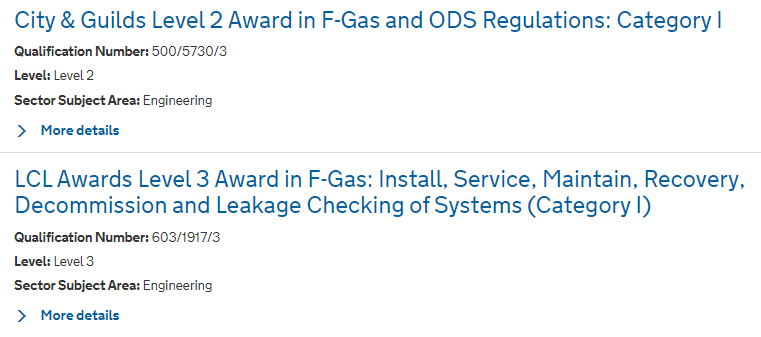 City & Guilds Level 2 Award in F-Gas and ODS Regulations: Category I
Qualification Number: 500/5730/3
Level: Level 2
Sector Subject Area: Engineering
More details
LCL Awards Level 3 Award in F-Gas: Install, Service, Maintain, Recovery,
Decommission and Leakage Checking of Systems (Category I)
Qualification Number: 603/1917/3
Level: Level 3
Sector Subject Area: Engineering
More details